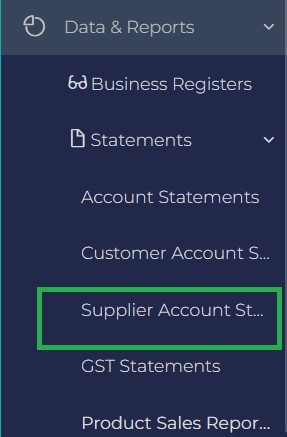 Data & Reports
Business Registers
Statements
Account Statements
Customer Account S...
Supplier Account St...
GST Statements
Product Sales Repor...